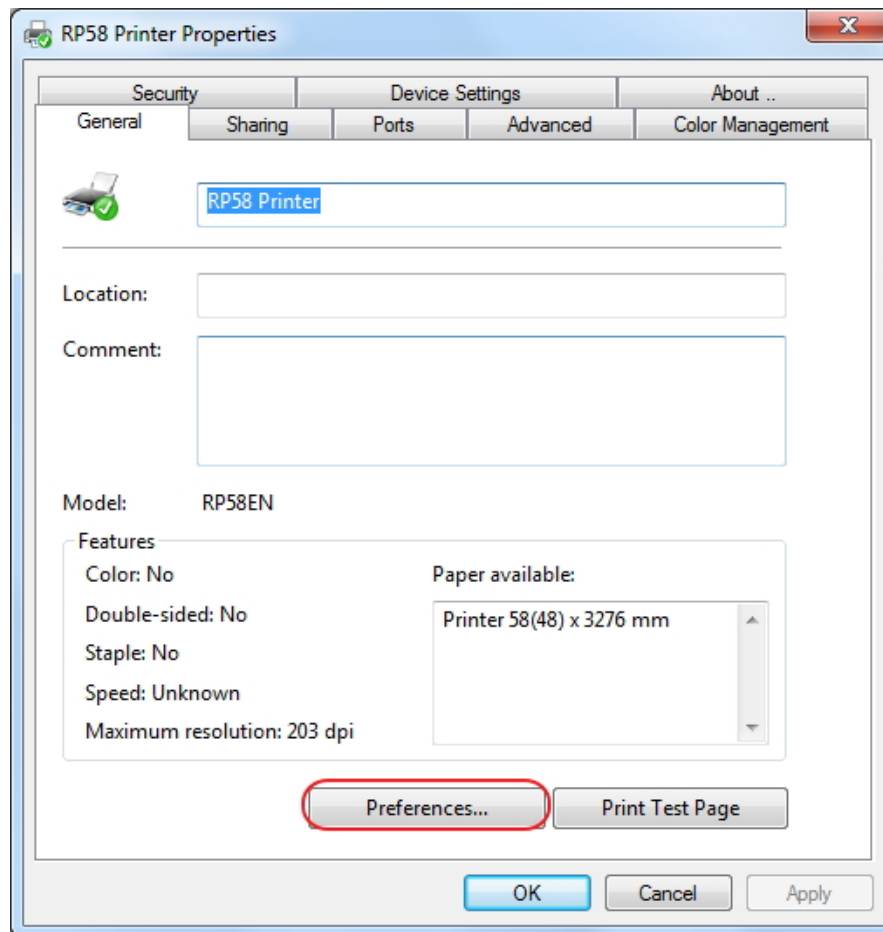 RP58 Printer Properties
Security Device Settings About ..
General Sharing Ports Advanced Color Management
RP58 Printer
Location:
Comment:
Model: RP58EN
Features
Color: No Paper available:
Double-sided: No Printer 58(48) x 3276 mm
Staple: No
Speed: Unknown
Maximum resolution: 203 dpi
Preferences... Print Test Page
OK Cancel Apply